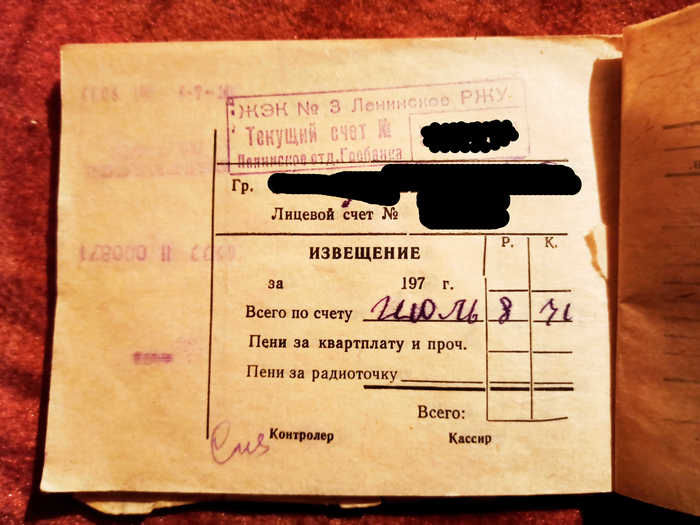 ЖЭК № 3 Ленинское РЖУ
Текущий счет №
Ленинское отд. Госбанка
Гр.
Лицевой счет №
ИЗВЕЩЕНИЕ Р. К.
за 197 г.
Всего по счету ИЮЛЬ 8 71
Пени за квартплату и проч.
Пени за радиоточку
Всего:
Контролер Кассир